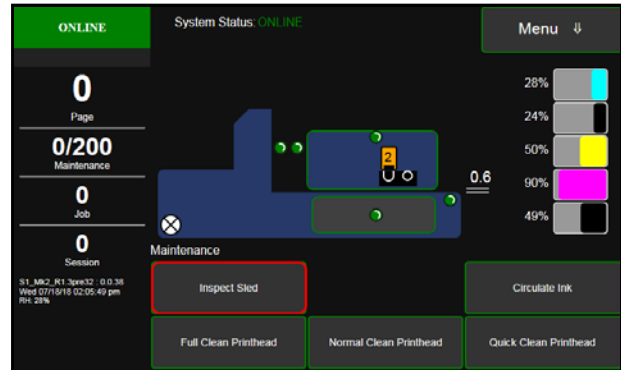 ONLINE
System Status: ONLINE
Menu ⇓
0
Page
0/200
Maintenance
0
Job
0
Session
S1_Mk2_R1.3pre32 : 0.0.38
Wed 07/18/18 02:05:49 pm
RH: 28%
2
0.6
28%
24%
50%
90%
49%
Maintenance
Inspect Sled
Circulate Ink
Full Clean Printhead
Normal Clean Printhead
Quick Clean Printhead